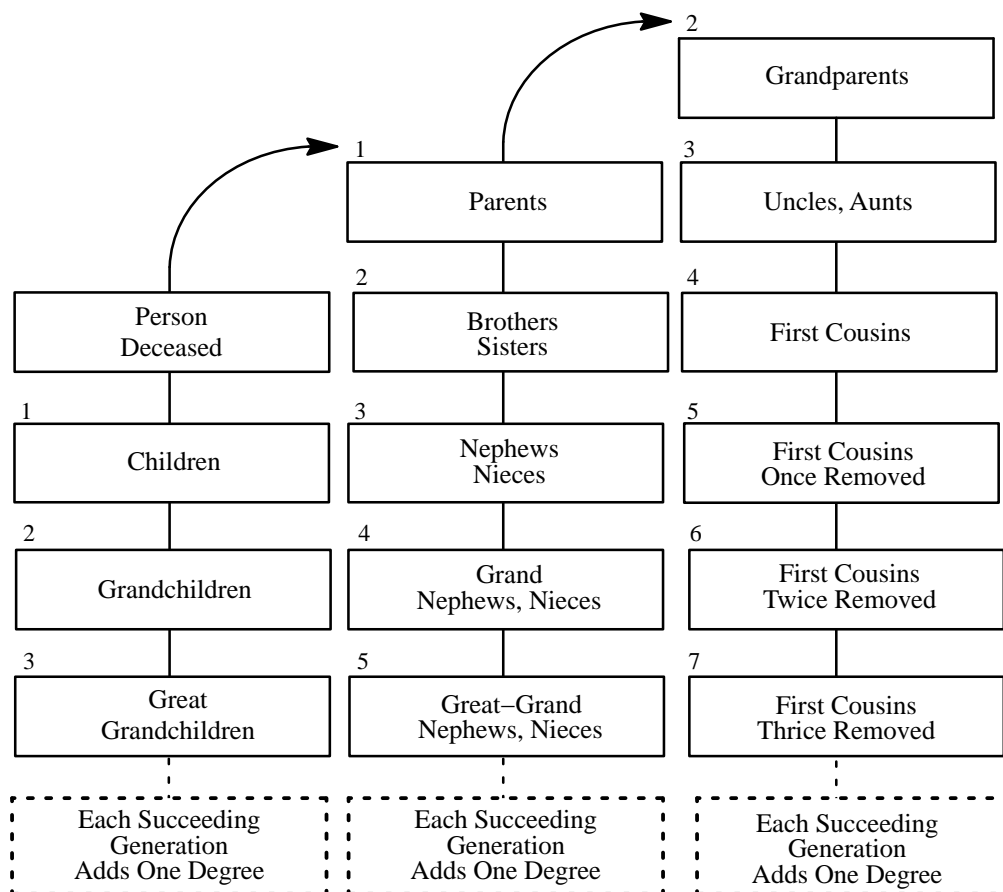 2
Grandparents
1
Parents
3
Uncles, Aunts
Person
Deceased
2
Brothers
Sisters
4
First Cousins
1
Children
3
Nephews
Nieces
5
First Cousins
Once Removed
2
Grandchildren
4
Grand
Nephews, Nieces
6
First Cousins
Twice Removed
3
Great
Grandchildren
5
Great–Grand
Nephews, Nieces
7
First Cousins
Thrice Removed
Each Succeeding
Generation
Adds One Degree
Each Succeeding
Generation
Adds One Degree
Each Succeeding
Generation
Adds One Degree